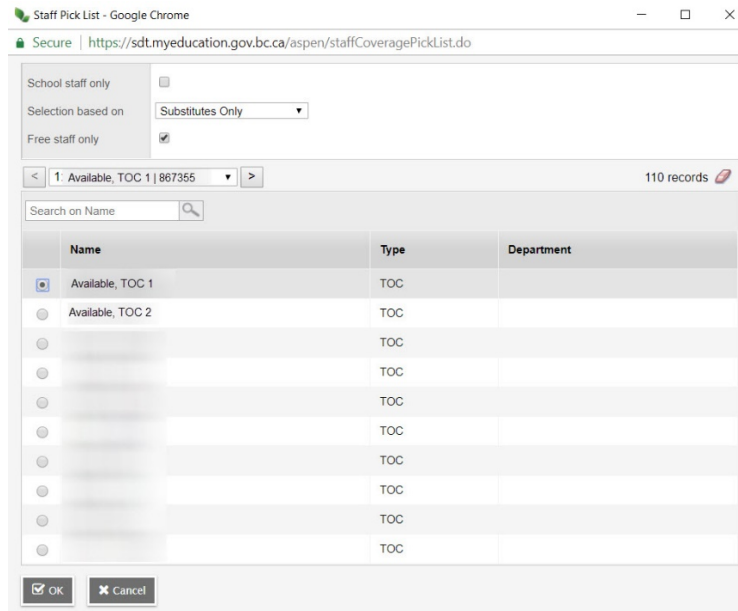 Staff Pick List - Google Chrome
Secure | https://sdt.myeducation.gov.bc.ca/aspen/staffCoveragePickList.do
School staff only
Selection based on Substitutes Only
Free staff only
< 1: Available, TOC 1 | 867355 > 110 records
Search on Name
Name Type Department
Available, TOC 1 TOC
Available, TOC 2 TOC
TOC
TOC
TOC
TOC
TOC
TOC
TOC
TOC
OK Cancel